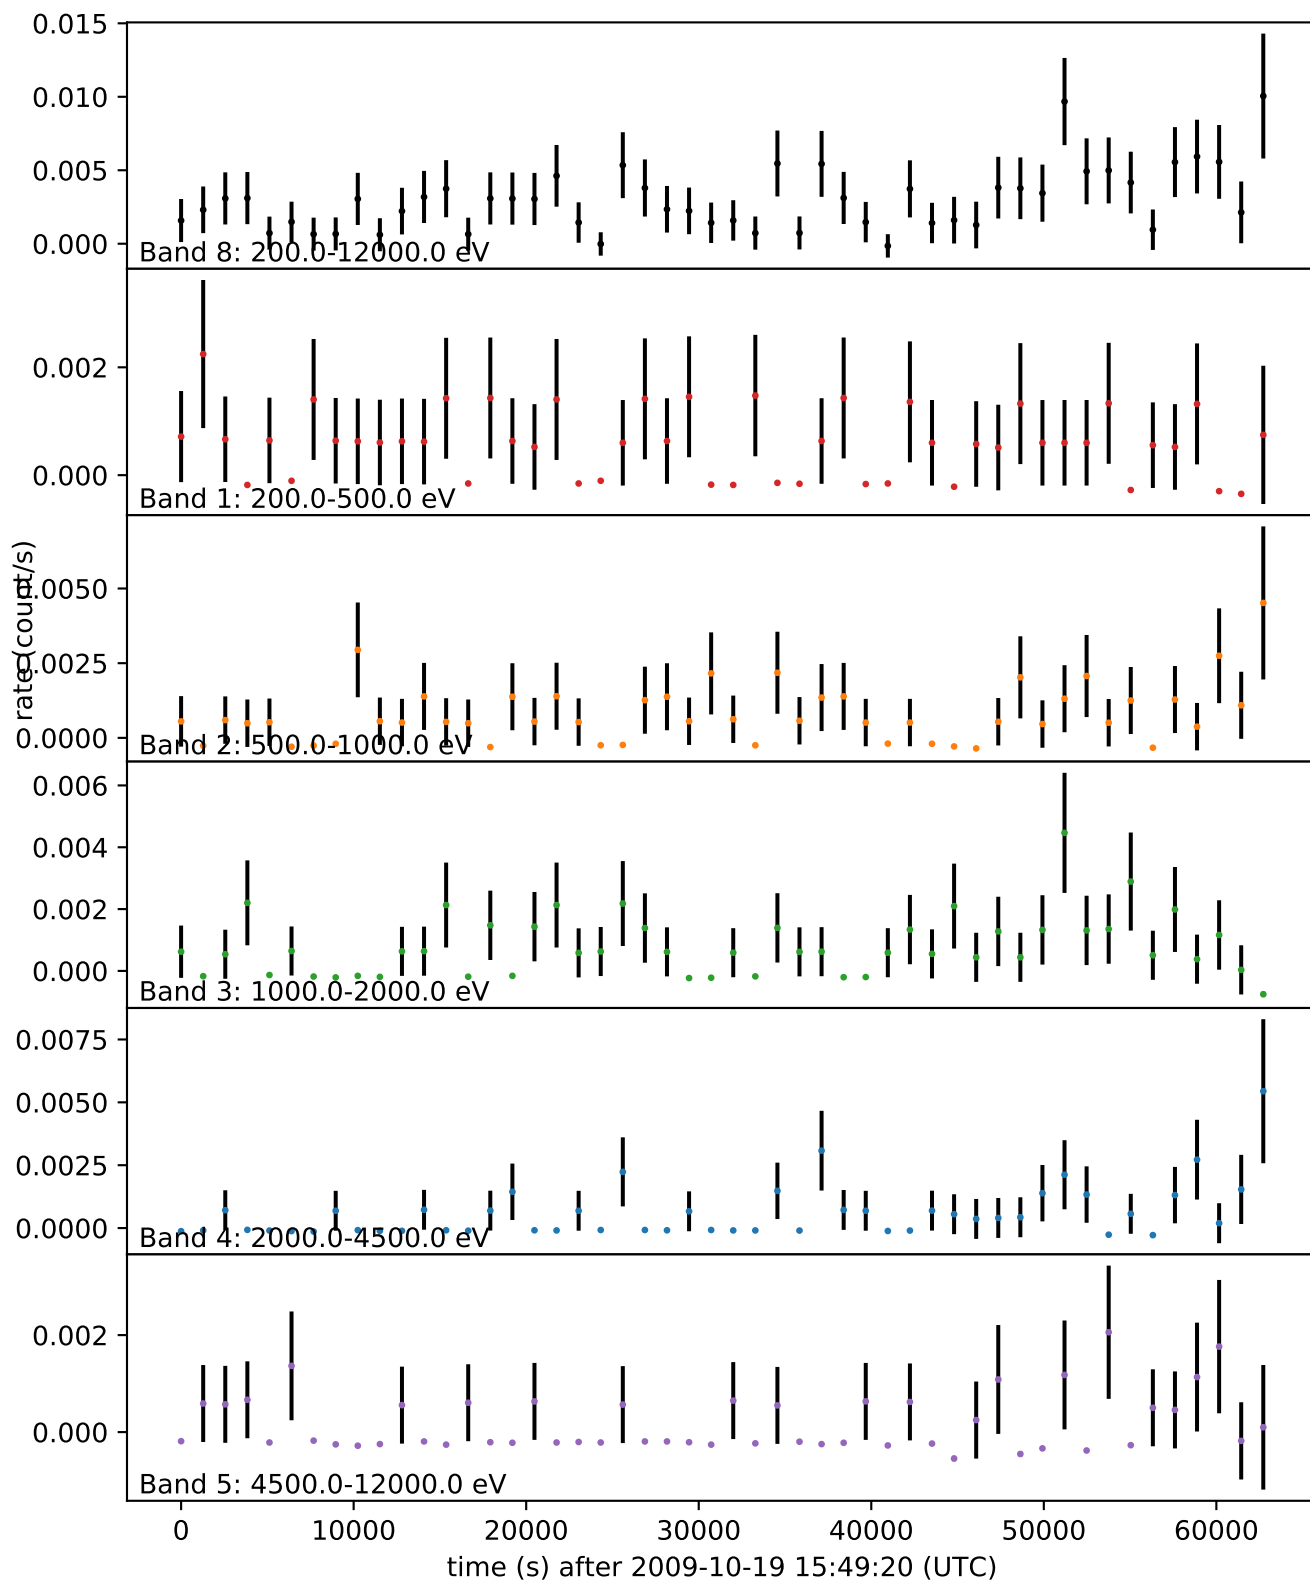 0.015
0.010
0.005
0.000
Band 8: 200.0-12000.0 eV
0.002
0.000
Band 1: 200.0-500.0 eV
rate (count/s)
0.0050
0.0025
0.0000
Band 2: 500.0-1000.0 eV
0.006
0.004
0.002
0.000
Band 3: 1000.0-2000.0 eV
0.0075
0.0050
0.0025
0.0000
Band 4: 2000.0-4500.0 eV
0.002
0.000
Band 5: 4500.0-12000.0 eV
0 10000 20000 30000 40000 50000 60000
time (s) after 2009-10-19 15:49:20 (UTC)